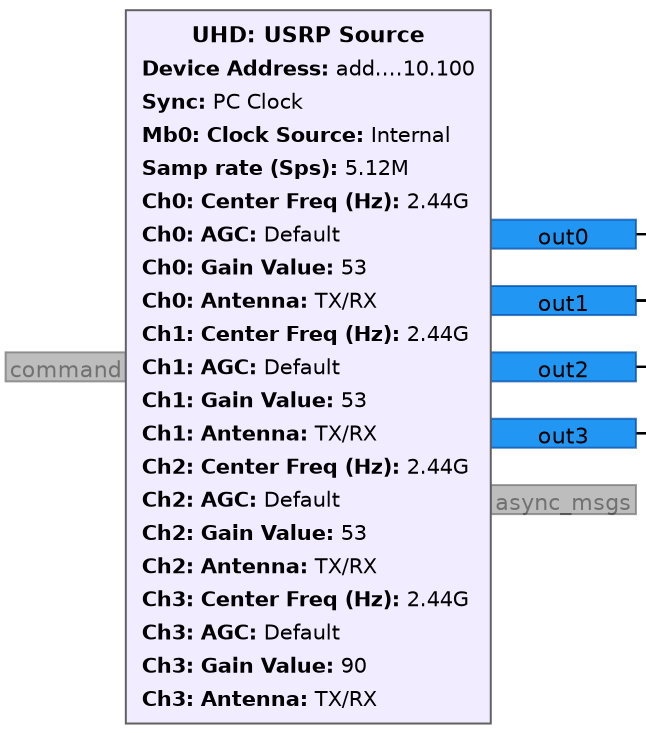 UHD: USRP Source
Device Address: add....10.100
Sync: PC Clock
Mb0: Clock Source: Internal
Samp rate (Sps): 5.12M
Ch0: Center Freq (Hz): 2.44G
Ch0: AGC: Default
out0
Ch0: Gain Value: 53
Ch0: Antenna: TX/RX
out1
Ch1: Center Freq (Hz): 2.44G
command
Ch1: AGC: Default
out2
Ch1: Gain Value: 53
Ch1: Antenna: TX/RX
out3
Ch2: Center Freq (Hz): 2.44G
Ch2: AGC: Default
async_msgs
Ch2: Gain Value: 53
Ch2: Antenna: TX/RX
Ch3: Center Freq (Hz): 2.44G
Ch3: AGC: Default
Ch3: Gain Value: 90
Ch3: Antenna: TX/RX